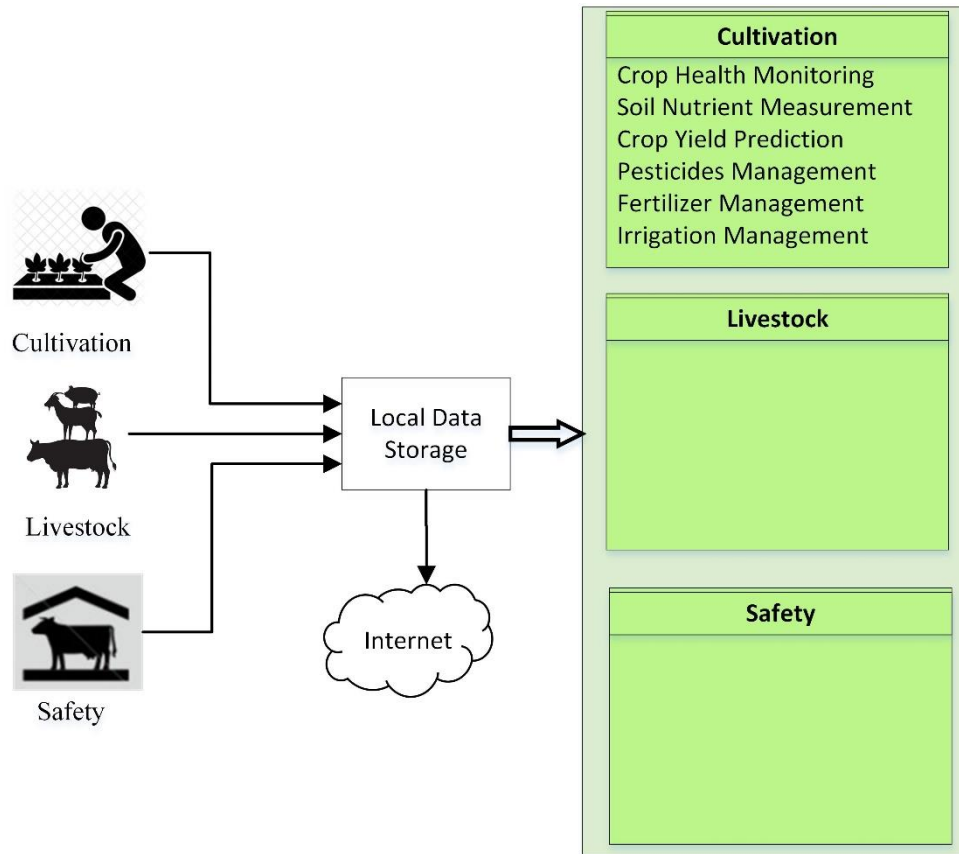 Cultivation
Livestock
Safety
Local Data
Storage
Internet
Cultivation
Crop Health Monitoring
Soil Nutrient Measurement
Crop Yield Prediction
Pesticides Management
Fertilizer Management
Irrigation Management
Livestock
Safety